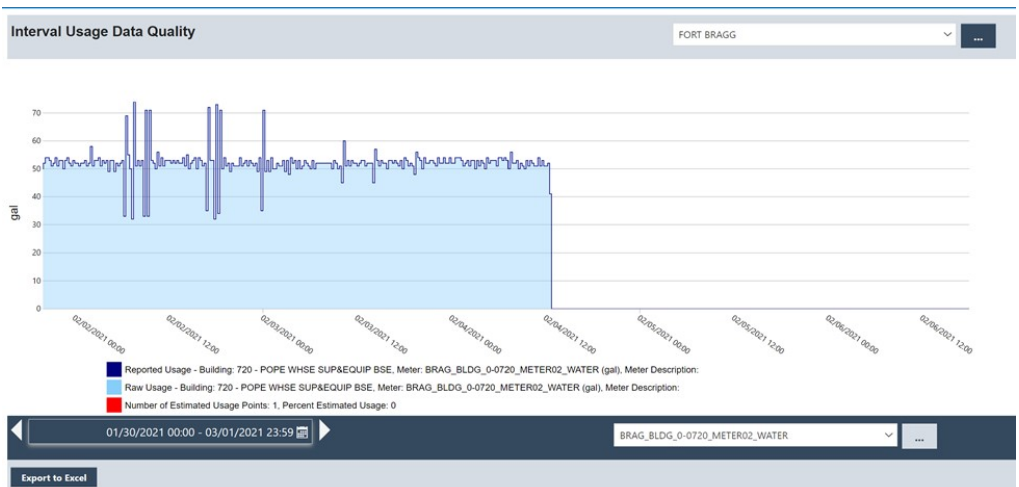 Interval Usage Data Quality
FORT BRAGG
...
70
60
50
40
30
20
10
0
gal
02/02/2021 00:00
02/02/2021 12:00
02/03/2021 00:00
02/03/2021 12:00
02/04/2021 00:00
02/04/2021 12:00
02/05/2021 00:00
02/05/2021 12:00
02/06/2021 00:00
02/06/2021 12:00
Reported Usage - Building: 720 - POPE WHSE SUP&EQUIP BSE, Meter: BRAG_BLDG_0-0720_METER02_WATER (gal), Meter Description:
Raw Usage - Building: 720 - POPE WHSE SUP&EQUIP BSE, Meter: BRAG_BLDG_0-0720_METER02_WATER (gal), Meter Description:
Number of Estimated Usage Points: 1, Percent Estimated Usage: 0
01/30/2021 00:00 - 03/01/2021 23:59
BRAG_BLDG_0-0720_METER02_WATER
...
Export to Excel